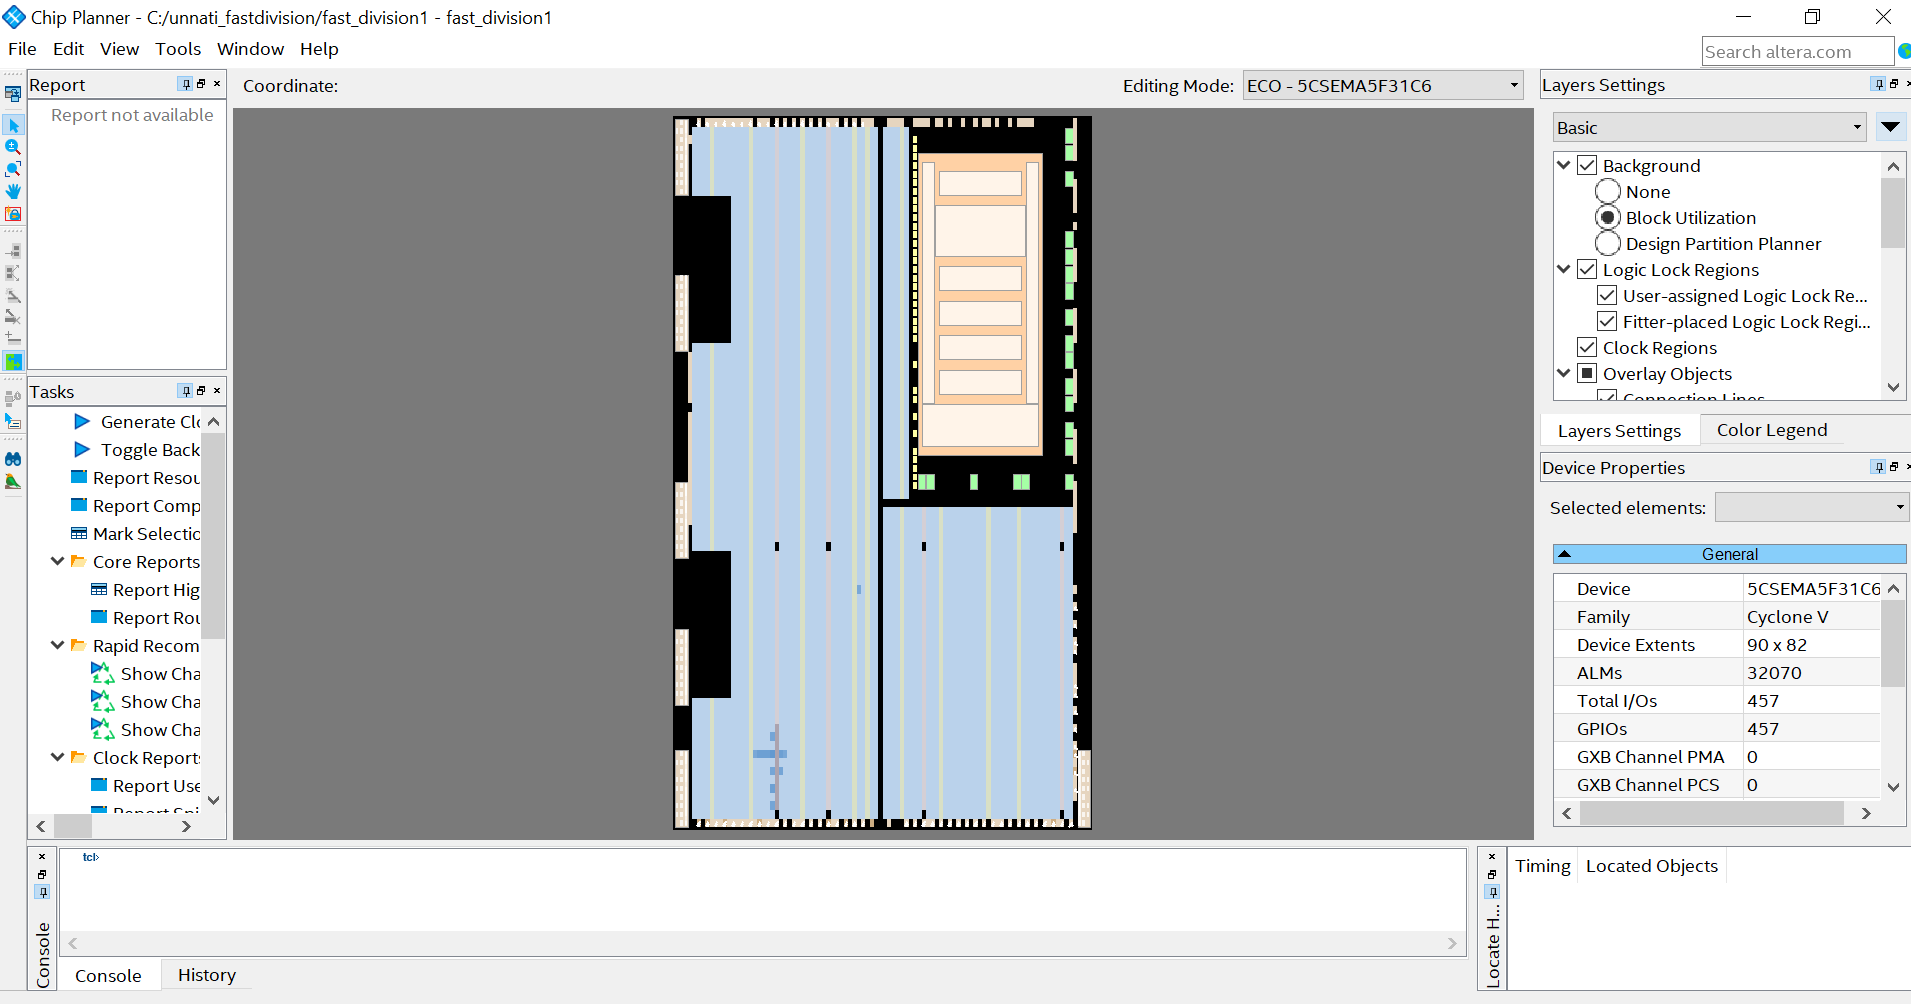 Chip Planner - C:/unnati_fastdivision/fast_division1 - fast_division1
File Edit View Tools Window Help
Search altera.com
Report
Report not available
Coordinate:
Editing Mode: ECO - 5CSEMA5F31C6
Layers Settings
Basic
Background
None
Block Utilization
Design Partition Planner
Logic Lock Regions
User-assigned Logic Lock Re...
Fitter-placed Logic Lock Regi...
Clock Regions
Overlay Objects
Connection Lines
Layers Settings Color Legend
Tasks
Generate Clo
Toggle Back
Report Resou
Report Comp
Mark Selectio
Core Reports
Report Hig
Report Rou
Rapid Recom
Show Cha
Show Cha
Show Cha
Clock Reports
Report Use
Report Spi
Device Properties
Selected elements:
General
Device 5CSEMA5F31C6
Family Cyclone V
Device Extents 90 x 82
ALMs 32070
Total I/Os 457
GPIOs 457
GXB Channel PMA 0
GXB Channel PCS 0
tcl>
Console
Console History
Locate H...
Timing Located Objects